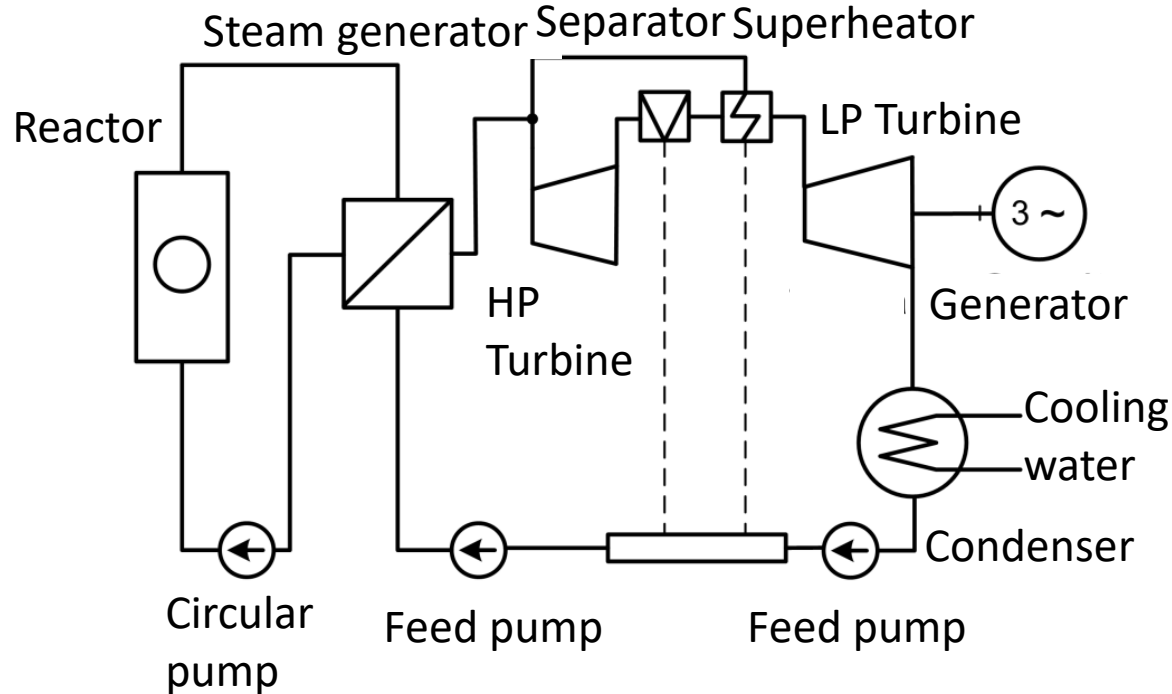 Steam generator
Separator
Superheator
Reactor
LP Turbine
3 ~
HP
Turbine
Generator
Cooling
water
Condenser
Circular
pump
Feed pump
Feed pump